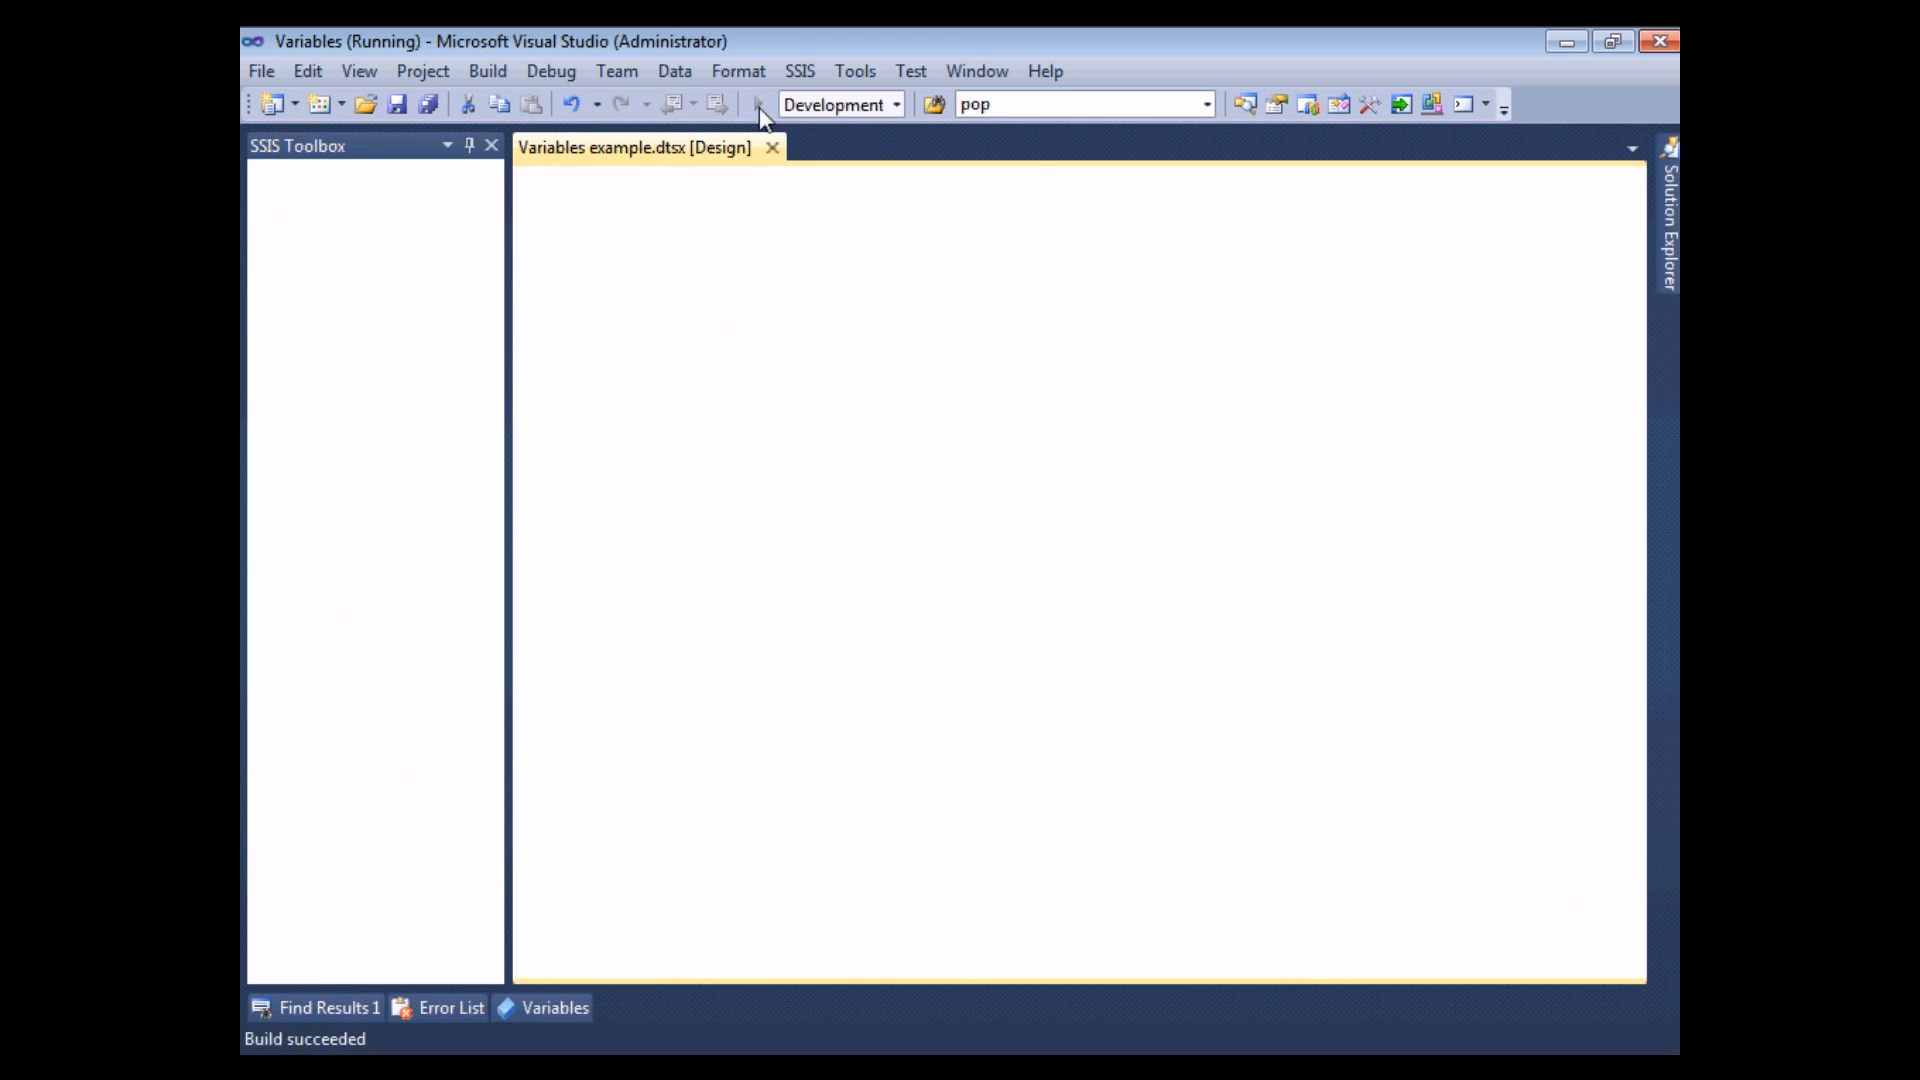 Variables (Running) - Microsoft Visual Studio (Administrator)
File Edit View Project Build Debug Team Data Format SSIS Tools Test Window Help
Development pop
SSIS Toolbox
Variables example.dtsx [Design]
Solution Explorer
Find Results 1 Error List Variables
Build succeeded